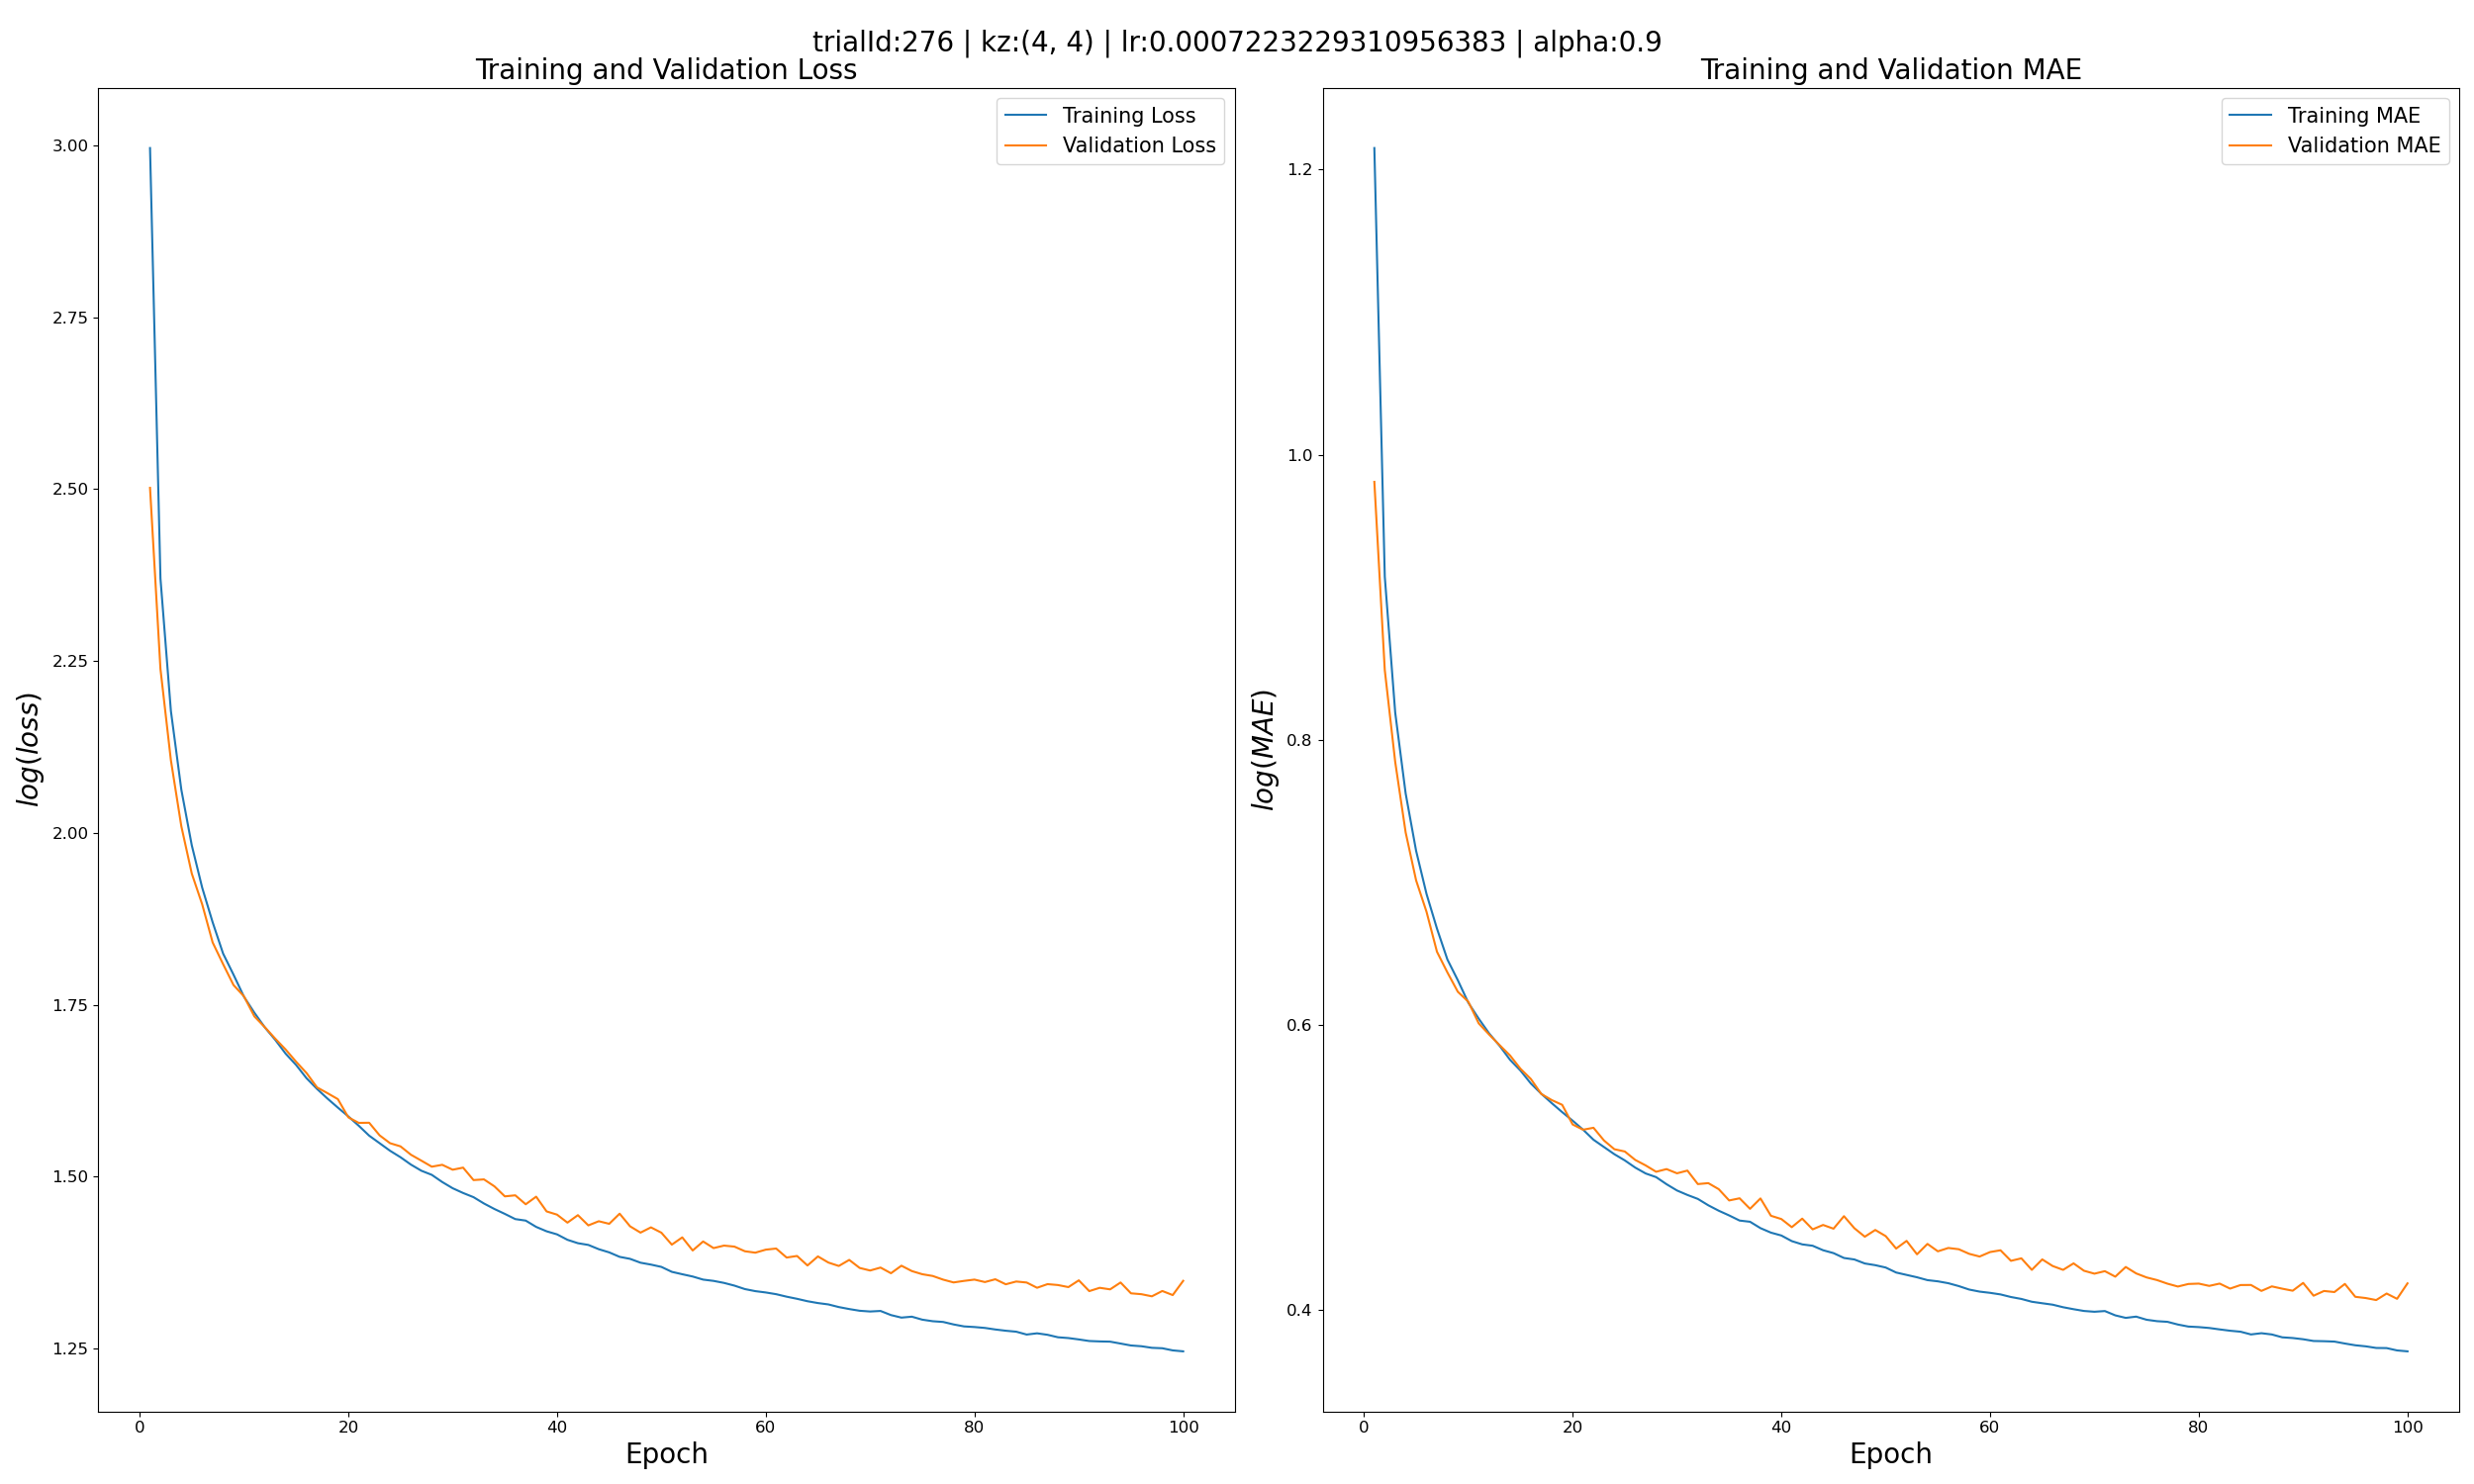 trialId:276 | kz:(4, 4) | lr:0.0007223229310956383 | alpha:0.9
Training and Validation Loss
Training Loss
Validation Loss
3.00
2.75
2.50
2.25
2.00
1.75
1.50
1.25
log(loss)
0 20 40 60 80 100
Epoch
Training and Validation MAE
Training MAE
Validation MAE
1.2
1.0
0.8
0.6
0.4
log(MAE)
0 20 40 60 80 100
Epoch